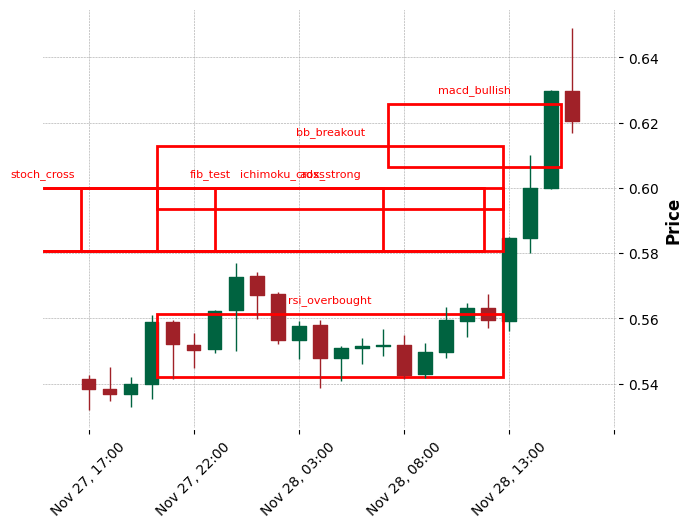 macd_bullish
bb_breakout
stoch_cross
fib_test
ichimoku_cross
adx_strong
rsi_overbought
0.64
0.62
0.60
0.58
0.56
0.54
Price
Nov 27, 17:00
Nov 27, 22:00
Nov 28, 03:00
Nov 28, 08:00
Nov 28, 13:00